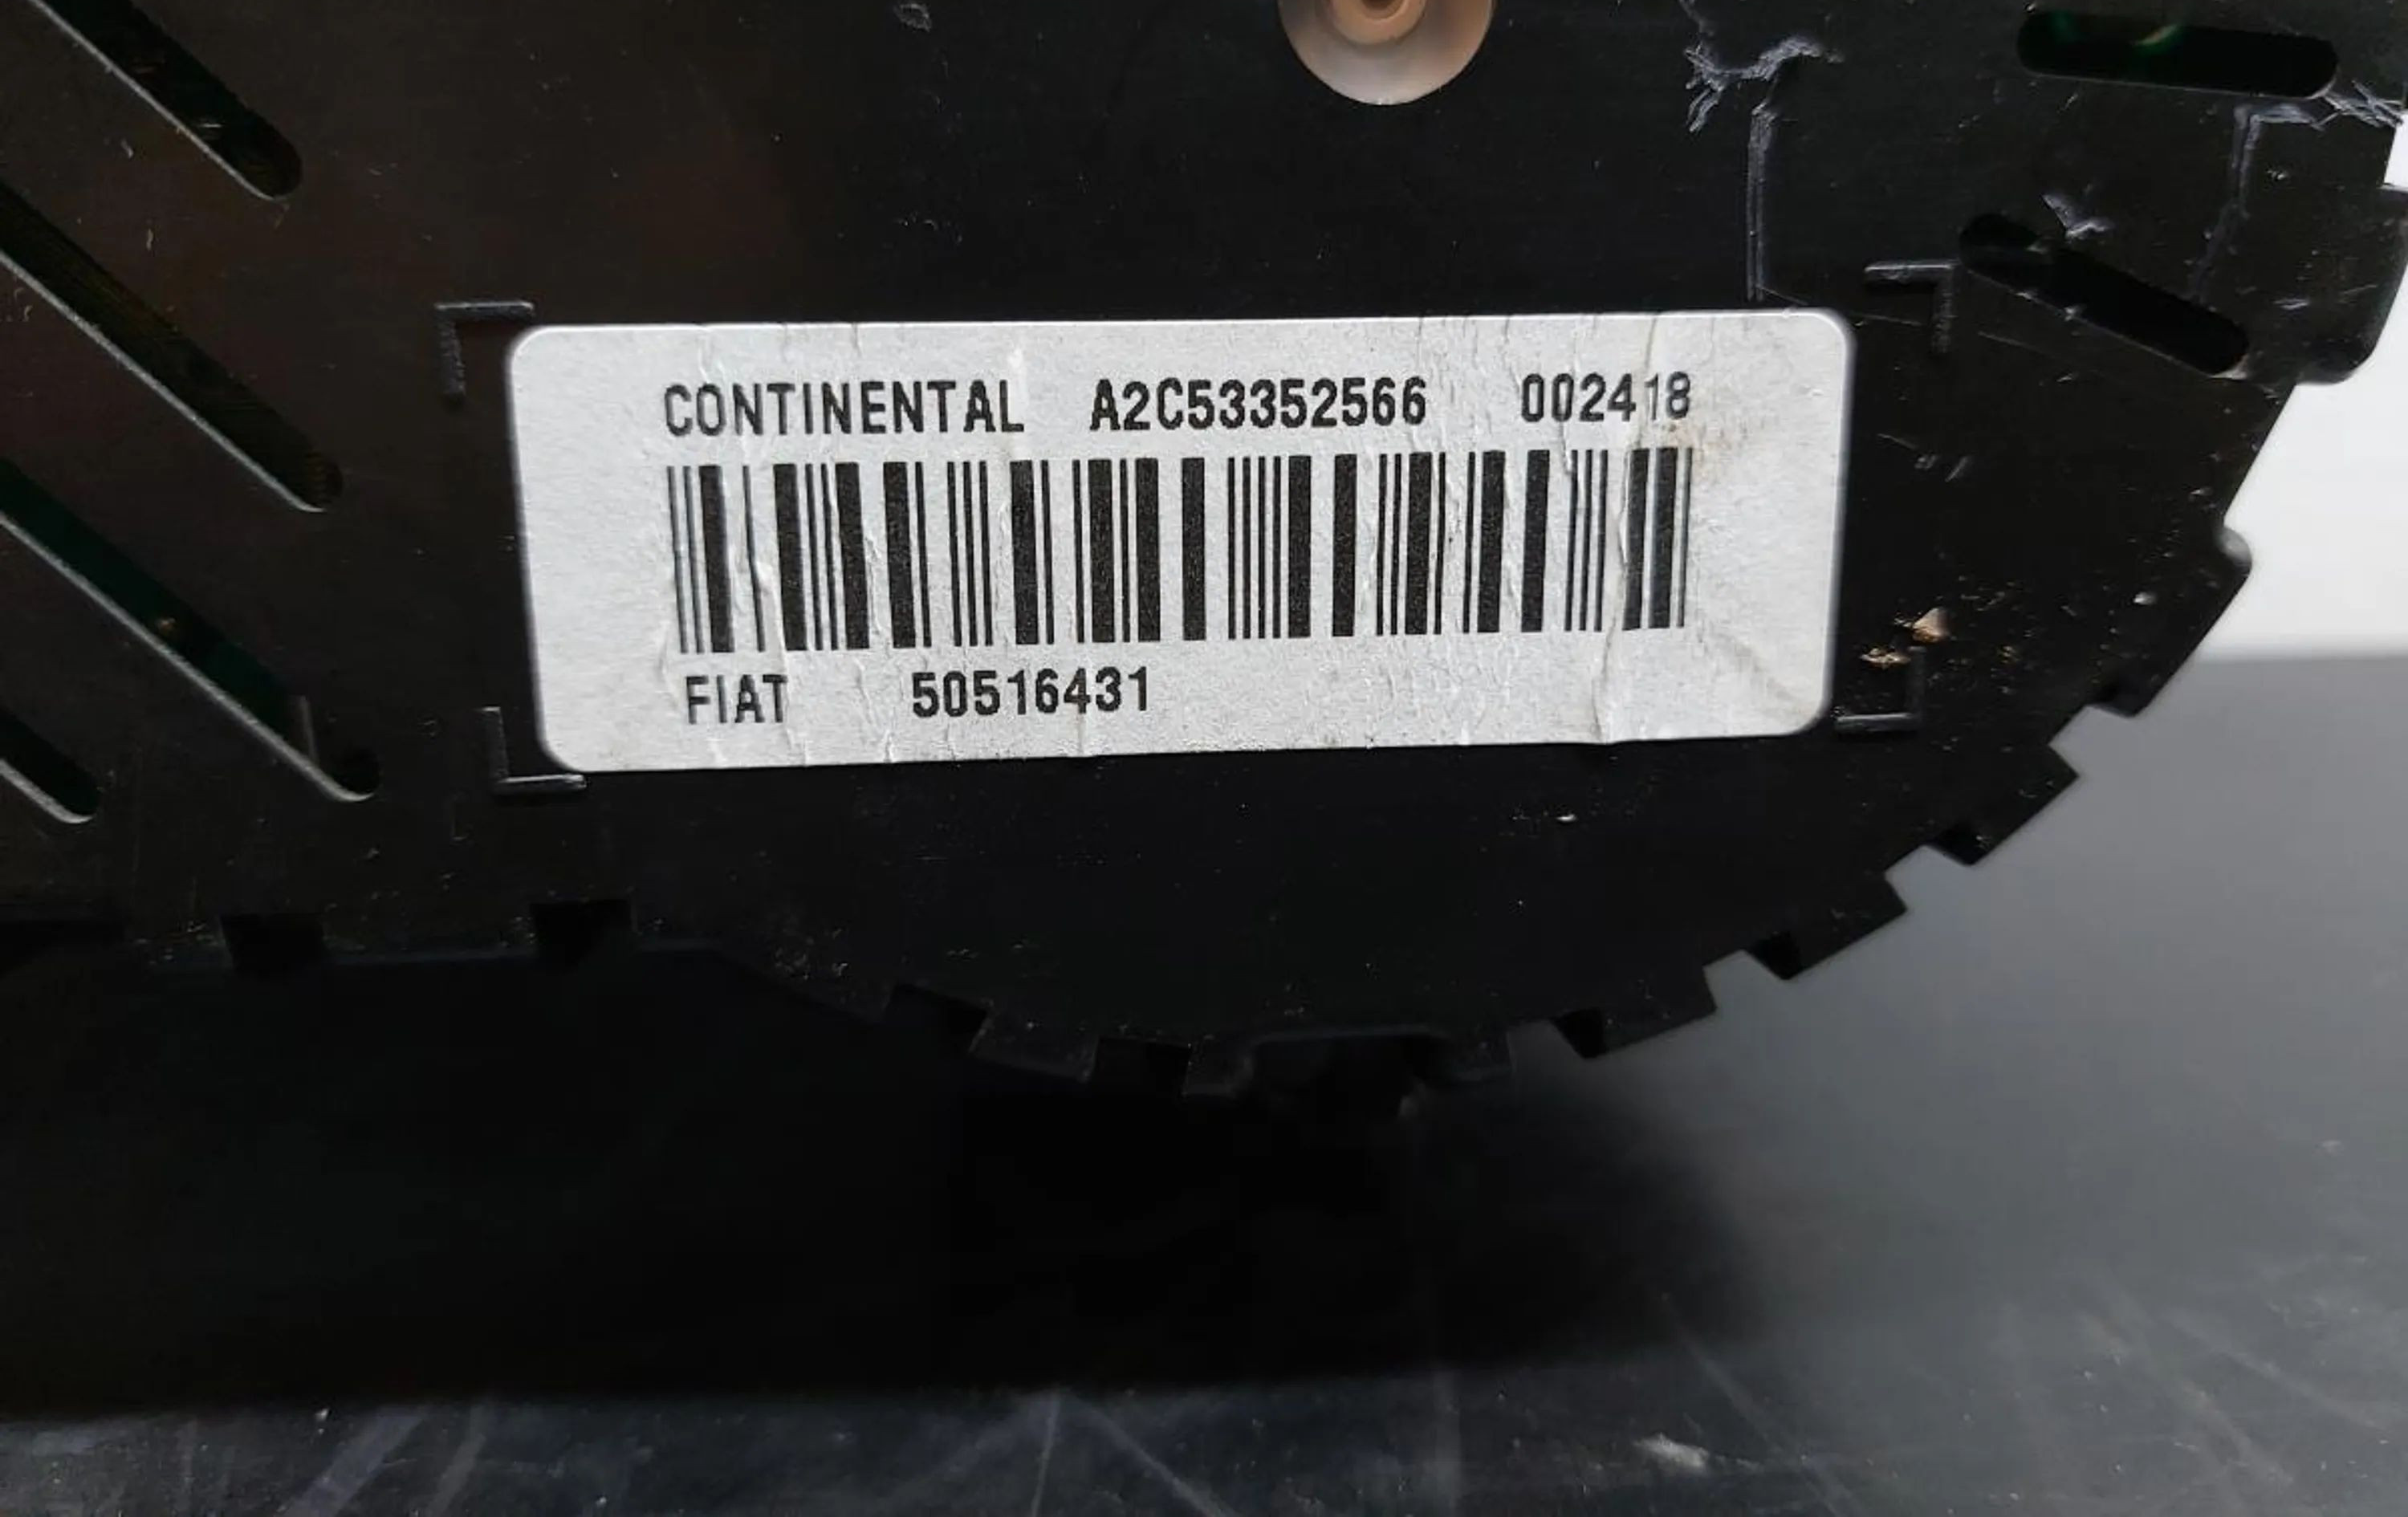 CONTINENTAL A2C53352566 002418
FIAT 50516431